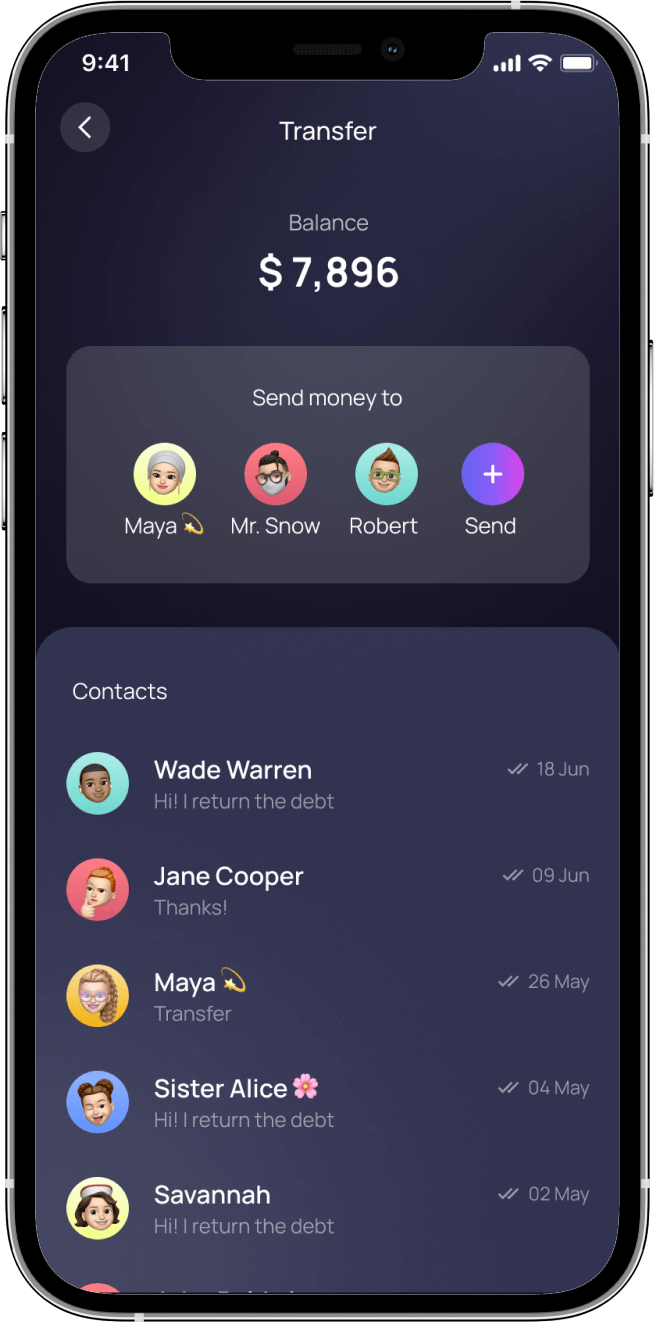 9:41
Transfer
Balance
$ 7,896
Send money to
Maya 💫 Mr. Snow Robert Send
Contacts
Wade Warren 18 Jun
Hi! I return the debt
Jane Cooper 09 Jun
Thanks!
Maya 💫 26 May
Transfer
Sister Alice 🌸 04 May
Hi! I return the debt
Savannah 02 May
Hi! I return the debt